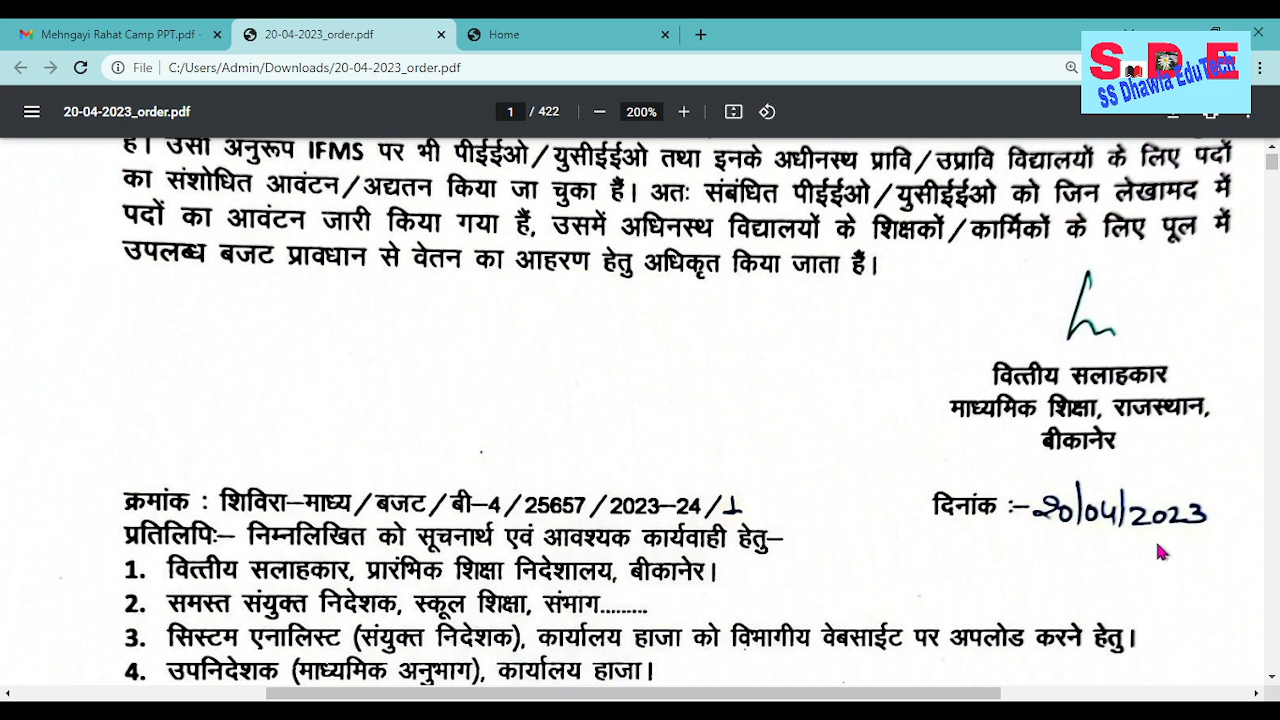 Mehngayi Rahat Camp PPT.pdf -
20-04-2023_order.pdf
Home
File
C:/Users/Admin/Downloads/20-04-2023_order.pdf
S.D.E
SS Dhawla EduTech
20-04-2023_order.pdf
1 / 422
200%
है। उसी अनुरूप IFMS पर भी पीईईओ/युसीईईओ तथा इनके अधीनस्थ प्रावि/उप्रावि विद्यालयों के लिए पदों
का संशोधित आवंटन/अद्यतन किया जा चुका हैं। अतः संबंधित पीईईओ/युसीईईओ को जिन लेखामद में
पदों का आवंटन जारी किया गया हैं, उसमें अधिनस्थ विद्यालयों के शिक्षकों/कार्मिकों के लिए पूल में
उपलब्ध बजट प्रावधान से वेतन का आहरण हेतु अधिकृत किया जाता हैं।
वित्तीय सलाहकार
माध्यमिक शिक्षा, राजस्थान,
बीकानेर
क्रमांक : शिविरा–माध्य/बजट/बी–4/25657/2023–24/1
दिनांक :–20/04/2023
प्रतिलिपिः– निम्नलिखित को सूचनार्थ एवं आवश्यक कार्यवाही हेतु–
1. वित्तीय सलाहकार, प्रारंभिक शिक्षा निदेशालय, बीकानेर।
2. समस्त संयुक्त निदेशक, स्कूल शिक्षा, संभाग.........
3. सिस्टम एनालिस्ट (संयुक्त निदेशक), कार्यालय हाजा को विभागीय वेबसाईट पर अपलोड करने हेतु।
4. उपनिदेशक (माध्यमिक अनुभाग), कार्यालय हाजा।